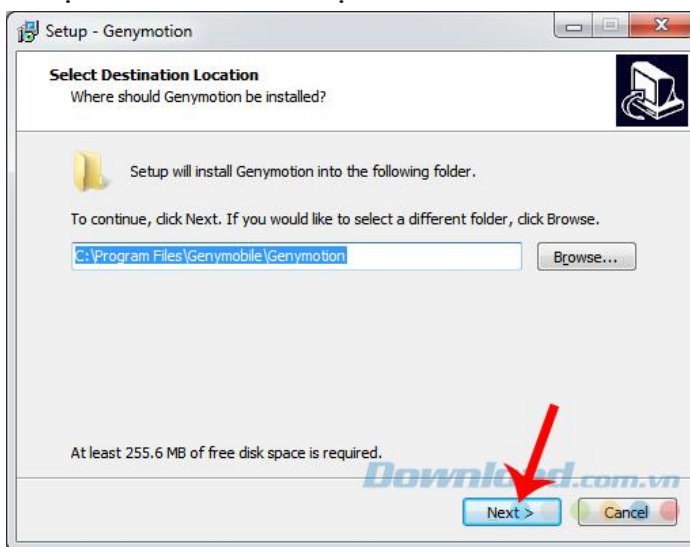 Setup - Genymotion
Select Destination Location
Where should Genymotion be installed?
Setup will install Genymotion into the following folder.
To continue, click Next. If you would like to select a different folder, click Browse.
C:\Program Files\Genymobile\Genymotion
Browse...
At least 255.6 MB of free disk space is required.
Download.com.vn
Next >
Cancel